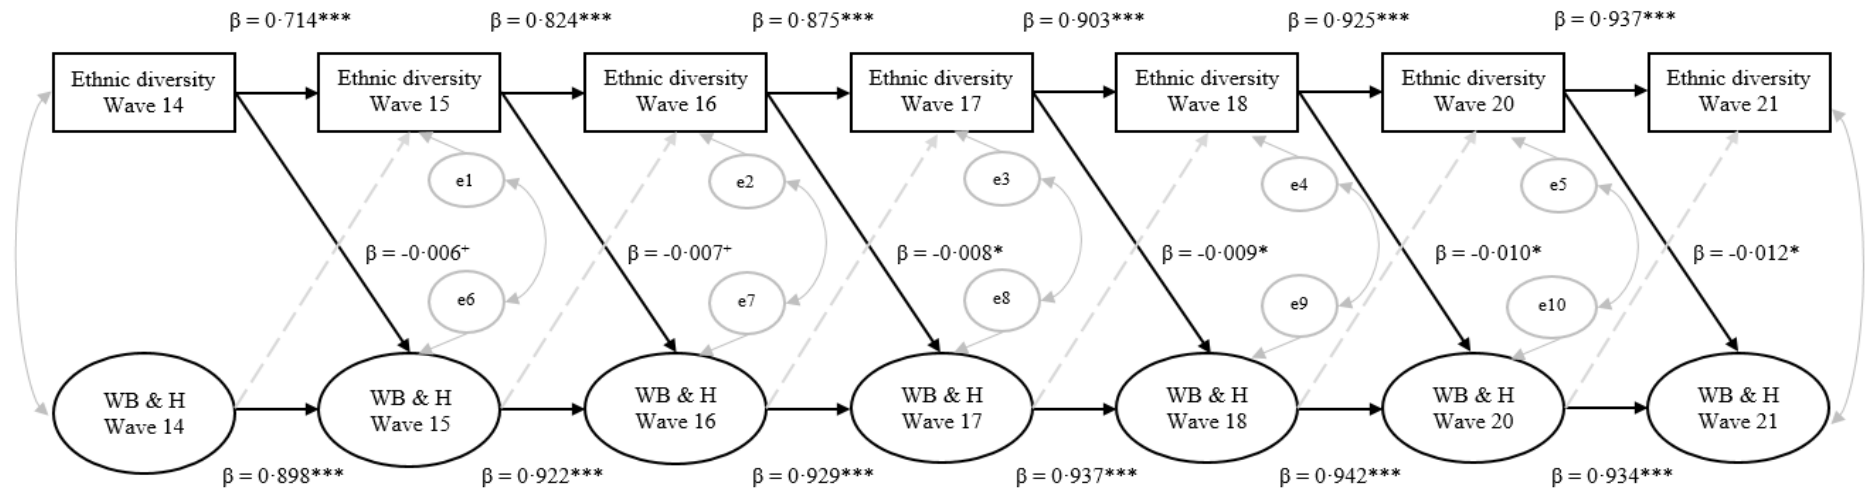 β = 0·714***
β = 0·824***
β = 0·875***
β = 0·903***
β = 0·925***
β = 0·937***
Ethnic diversity
Wave 14
Ethnic diversity
Wave 15
Ethnic diversity
Wave 16
Ethnic diversity
Wave 17
Ethnic diversity
Wave 18
Ethnic diversity
Wave 20
Ethnic diversity
Wave 21
e1
e2
e3
e4
e5
β = -0·006⁺
β = -0·007⁺
β = -0·008*
β = -0·009*
β = -0·010*
β = -0·012*
e6
e7
e8
e9
e10
WB & H
Wave 14
WB & H
Wave 15
WB & H
Wave 16
WB & H
Wave 17
WB & H
Wave 18
WB & H
Wave 20
WB & H
Wave 21
β = 0·898***
β = 0·922***
β = 0·929***
β = 0·937***
β = 0·942***
β = 0·934***